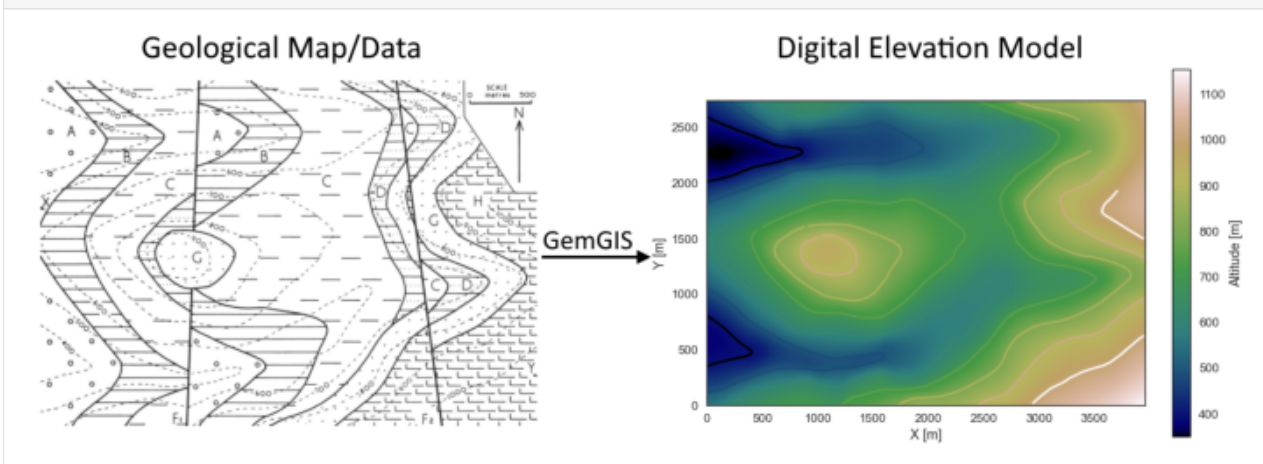 Geological Map/Data
Digital Elevation Model
SCALE
metres 500
0
N
A
B
A
B
C
C
C
D
D
G
H
G
C
D
X
Y
F1
F2
GemGIS
Y [m]
2500
2000
1500
1000
500
0
0 500 1000 1500 2000 2500 3000 3500
X [m]
1100
1000
900
800
700
600
500
400
Altitude [m]